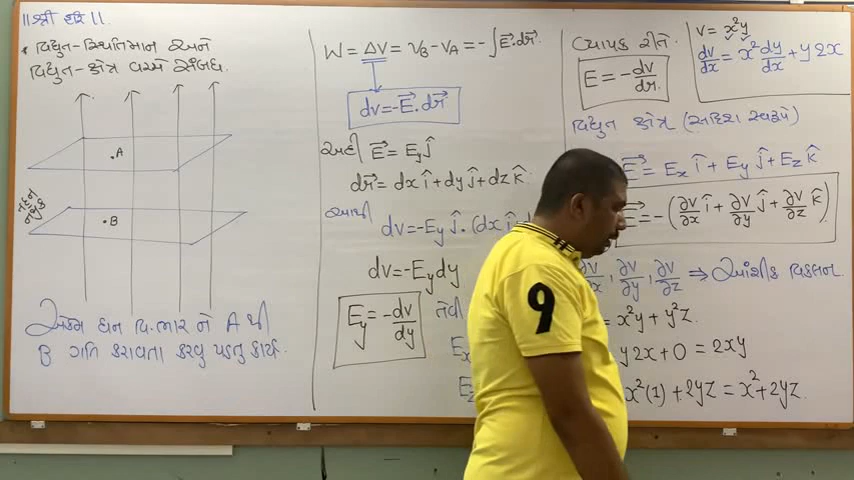 ॥શ્રી હરિ॥
* વિદ્યુત-સ્થિતિમાન અને
વિદ્યુત-ક્ષેત્ર વચ્ચે સંબંધ.
A
B
એકમ ધન વિ.ભાર ને A થી
B ગતિ કરાવતા કરવુ પડતુ કાર્ય.
W = ΔV = V_B - V_A = -∫E⃗.dr⃗.
dv = -E⃗.dr⃗
અહી E⃗ = E_y ĵ
dr⃗ = dx î + dy ĵ + dz k̂
આથી dv = -E_y ĵ. (dx î
dv = -E_y dy
E_y = -dv/dy
વ્યાપક રીતે.
E = -dv/dr.
V = x²y
dv/dx = x² dy/dx + y 2x
વિદ્યુત ક્ષેત્ર (સદિશ સ્વરૂપે)
E⃗ = E_x î + E_y ĵ + E_z k̂
E⃗ = -(∂V/∂x î + ∂V/∂y ĵ + ∂V/∂z k̂)
∂V/∂x, ∂V/∂y, ∂V/∂z ⇒ આંશીક વિકલન.
= x²y + y²z.
y2x + 0 = 2xy
x²(1) + 2yz = x² + 2yz.
9